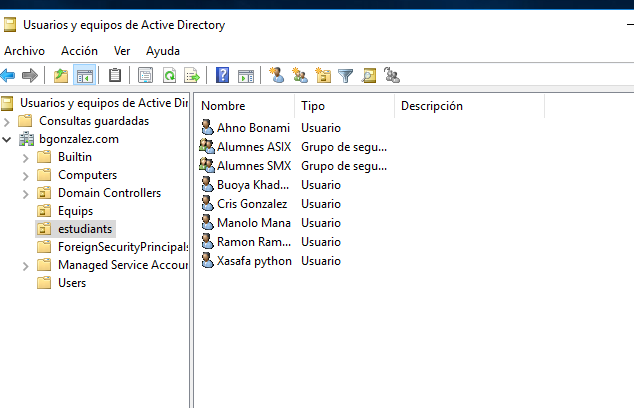 Usuarios y equipos de Active Directory
Archivo Acción Ver Ayuda
Usuarios y equipos de Active Dir
Consultas guardadas
bgonzalez.com
Builtin
Computers
Domain Controllers
Equips
estudiants
ForeignSecurityPrincipals
Managed Service Accour
Users
Nombre Tipo Descripción
Ahno Bonami Usuario
Alumnes ASIX Grupo de segu...
Alumnes SMX Grupo de segu...
Buoya Khad... Usuario
Cris Gonzalez Usuario
Manolo Mana Usuario
Ramon Ram... Usuario
Xasafa python Usuario